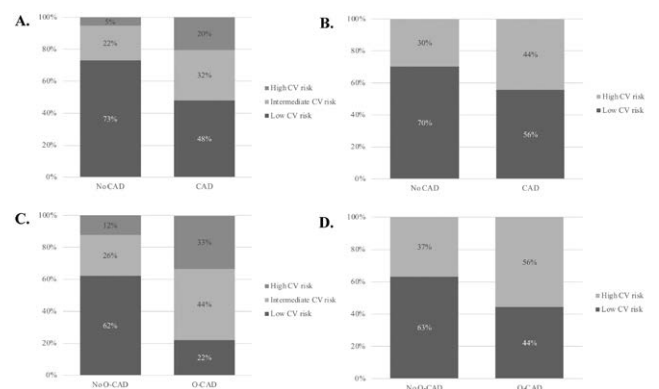 A.
100%
80%
60%
40%
20%
0%
5%
22%
73%
20%
32%
48%
No CAD
CAD
High CV risk
Intermediate CV risk
Low CV risk
B.
100%
80%
60%
40%
20%
0%
30%
70%
44%
56%
No CAD
CAD
High CV risk
Low CV risk
C.
100%
80%
60%
40%
20%
0%
12%
26%
62%
33%
44%
22%
No O-CAD
O-CAD
High CV risk
Intermediate CV risk
Low CV risk
D.
100%
80%
60%
40%
20%
0%
37%
63%
56%
44%
No O-CAD
O-CAD
High CV risk
Low CV risk